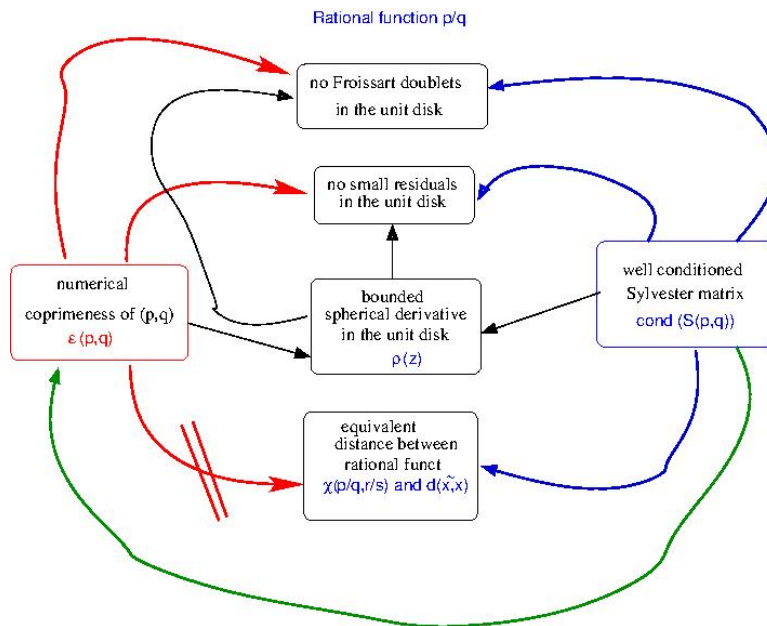 Rational function p/q
no Froissart doublets
in the unit disk
no small residuals
in the unit disk
numerical
coprimeness of (p,q)
ε(p,q)
bounded
spherical derivative
in the unit disk
ρ(z)
well conditioned
Sylvester matrix
cond (S(p,q))
equivalent
distance between
rational funct
χ(p/q,r/s) and d(x̃,x)